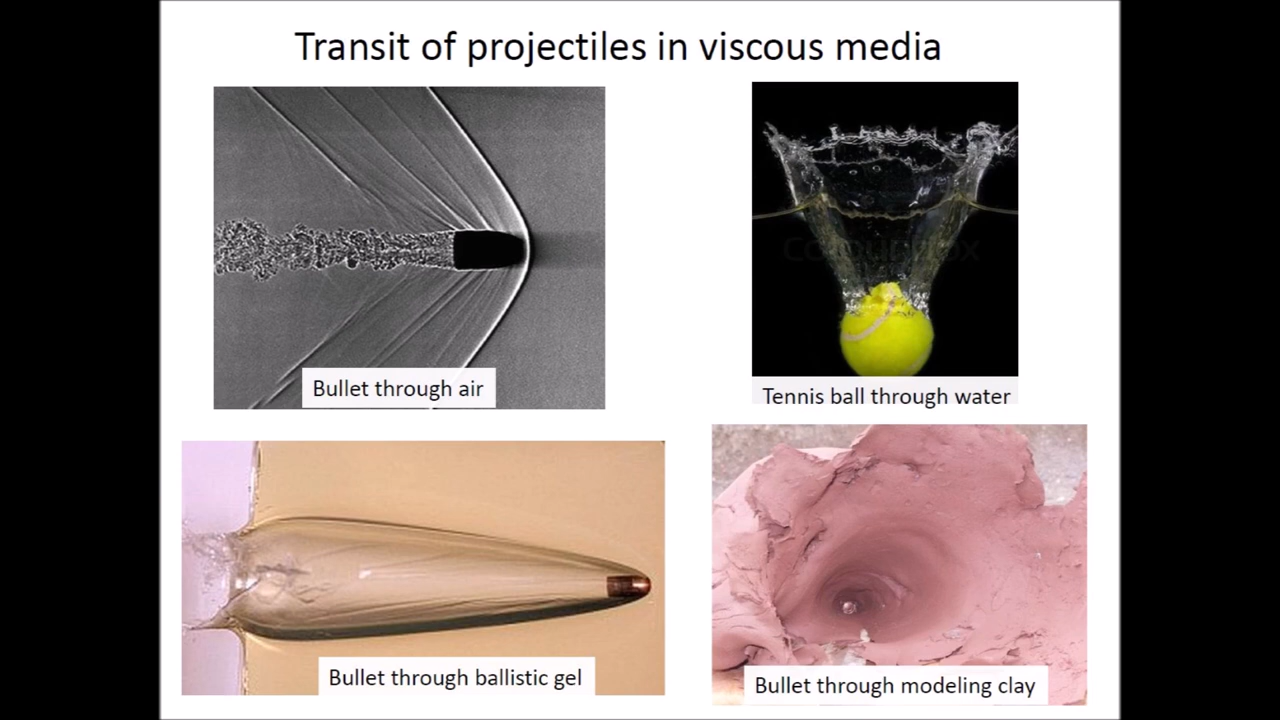 Transit of projectiles in viscous media
Bullet through air
Tennis ball through water
Bullet through ballistic gel
Bullet through modeling clay